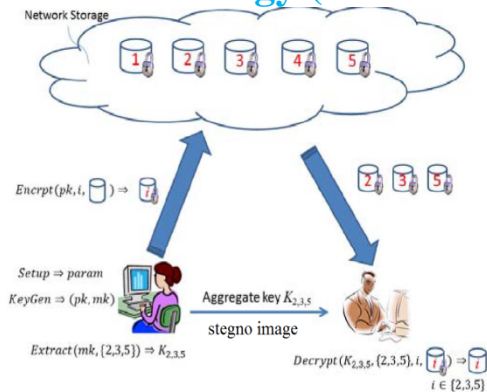 gy (
Network Storage
1 2 3 4 5
2 3 5
Encrpt(pk, i, ) ⇒ i
Setup ⇒ param
KeyGen ⇒ (pk, mk)
Aggregate key K2,3,5
stegno image
Extract(mk, {2,3,5}) ⇒ K2,3,5
Decrypt(K2,3,5, {2,3,5}, i, i ) ⇒ i
i ∈ {2,3,5}